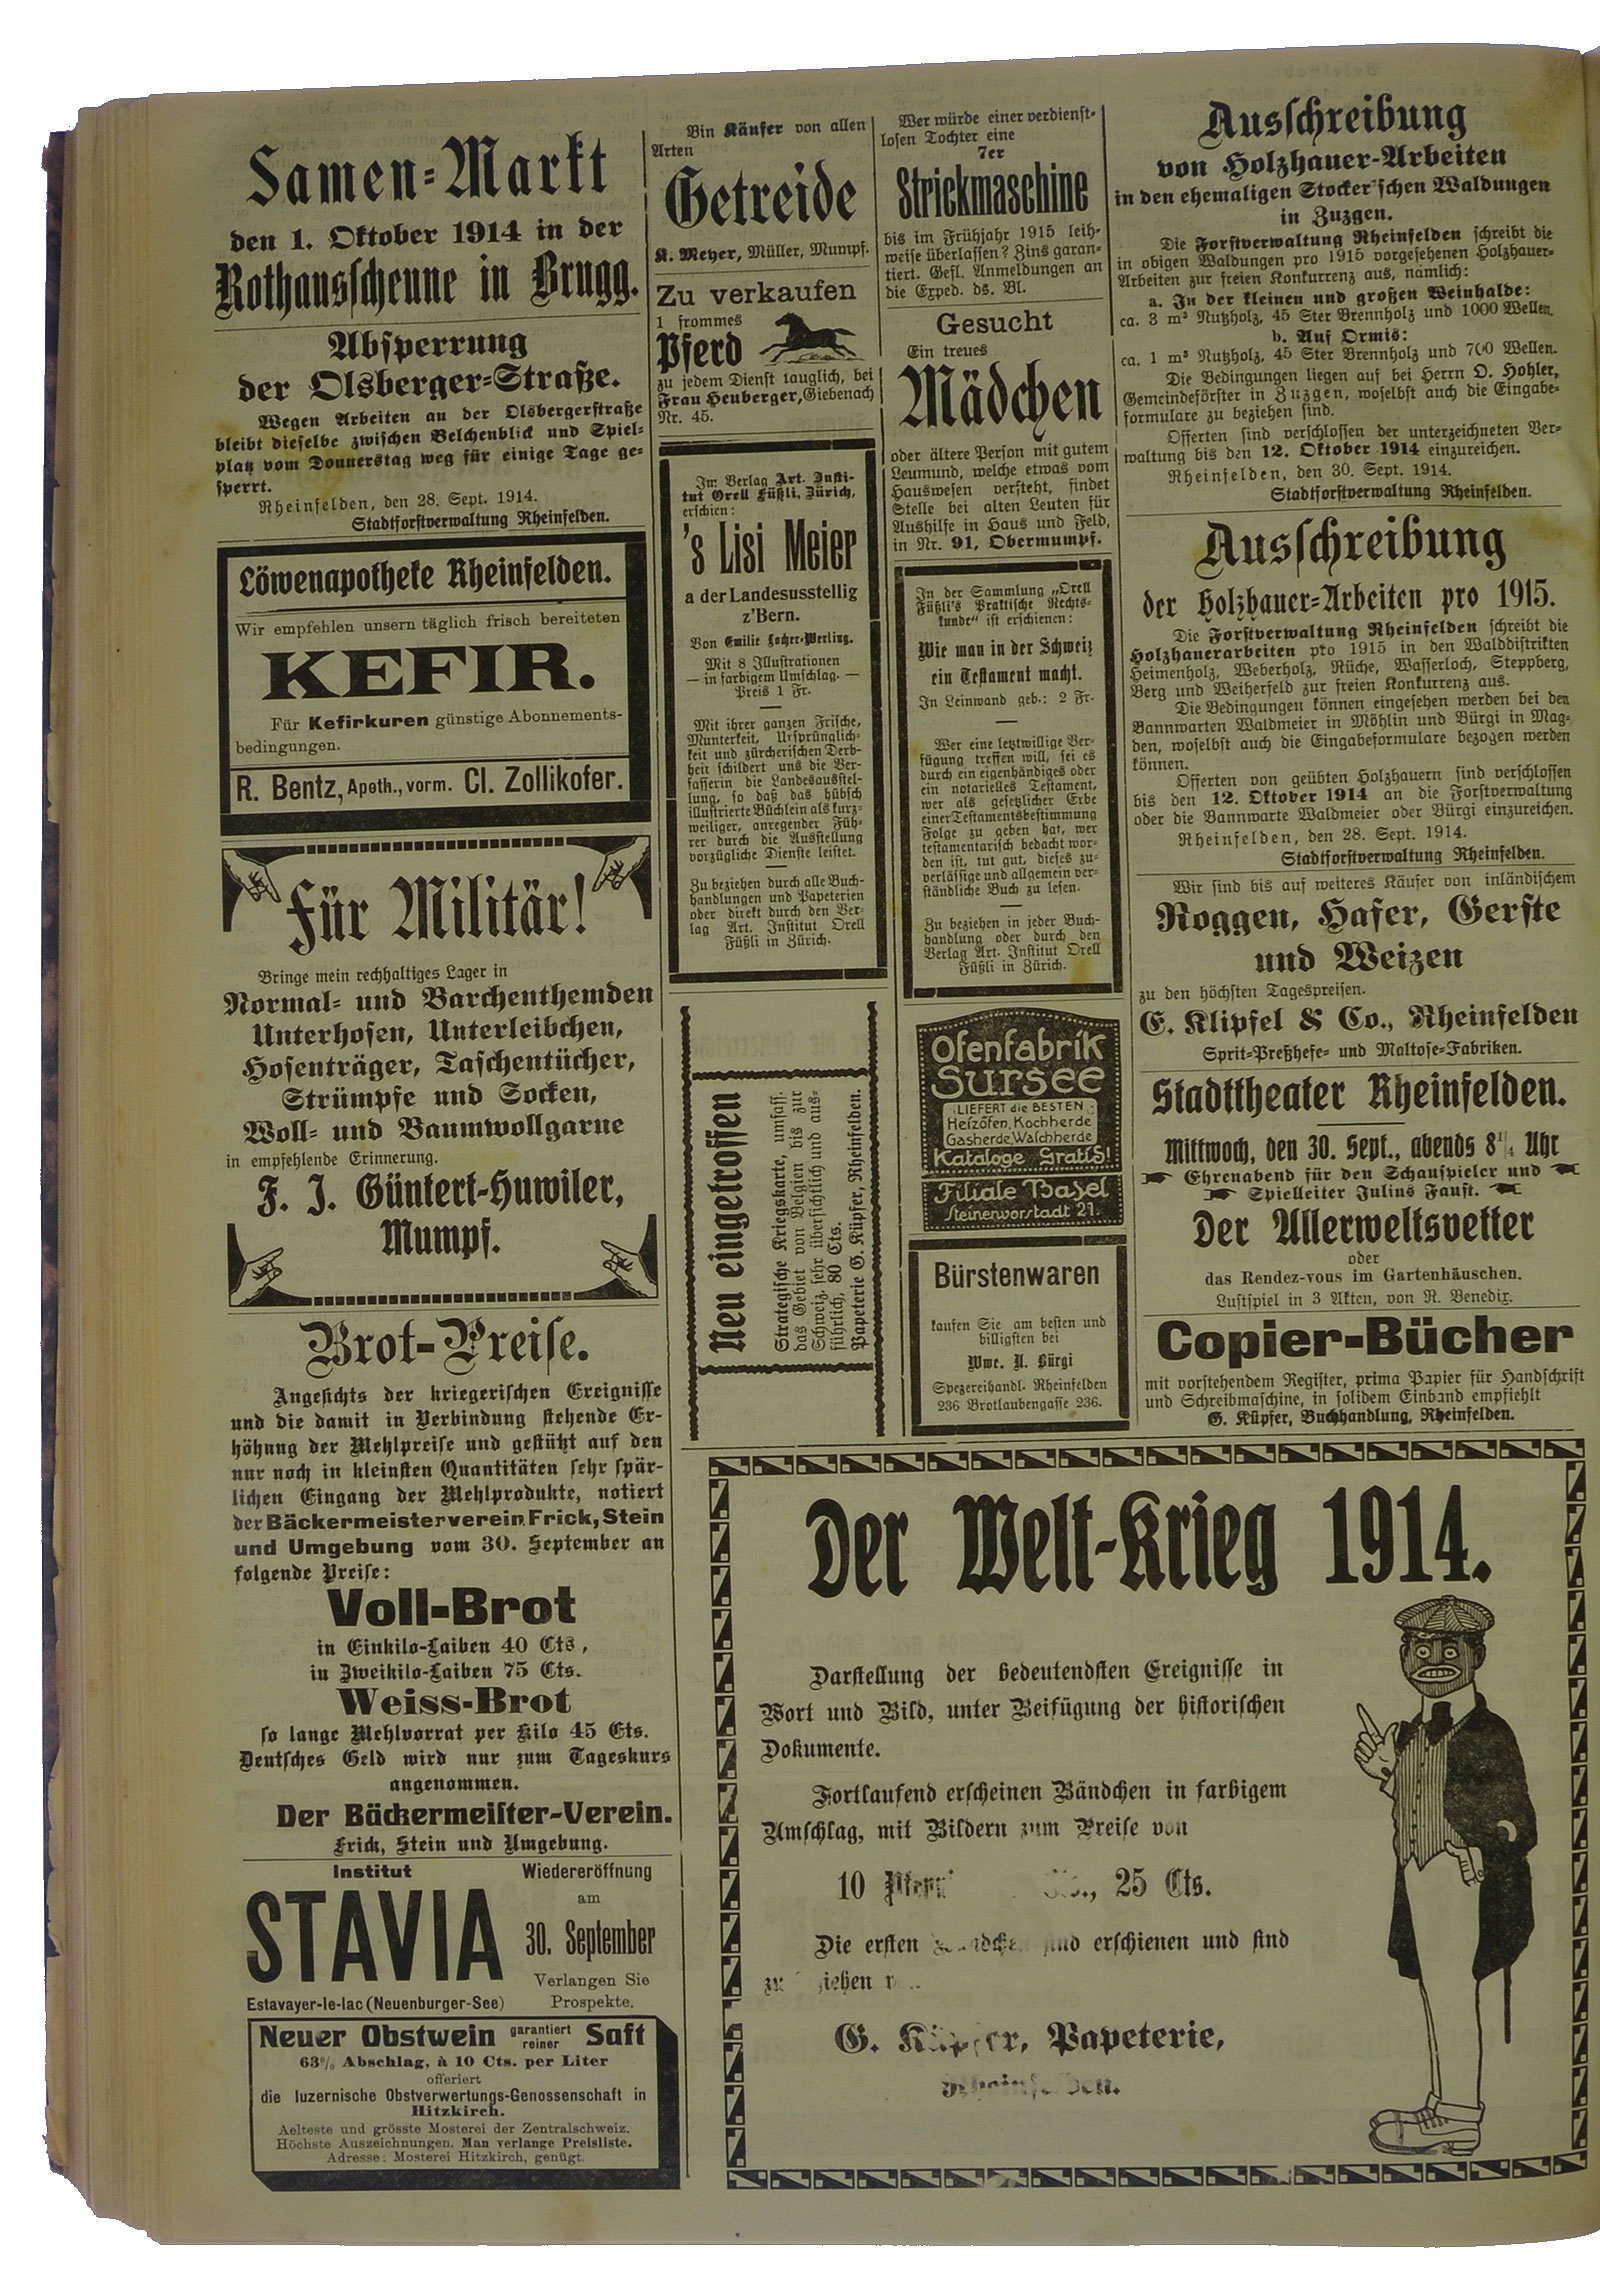 Samen-Markt
den 1. Oktober 1914 in der
Rothausscheune in Brugg.
Absperrung
der Olsberger-Straße.
Wegen Arbeiten an der Olsbergerstraße
bleibt dieselbe zwischen Belchenblick und Spiel-
platz vom Donnerstag weg für einige Tage ge-
sperrt.
Rheinfelden, den 28. Sept. 1914.
Stadtforstverwaltung Rheinfelden.
Löwenapotheke Rheinfelden.
Wir empfehlen unsern täglich frisch bereiteten
KEFIR.
Für Kefirkuren günstige Abonnements-
bedingungen.
R. Bentz, Apoth., vorm. Cl. Zollikofer.
Für Militär!
Bringe mein rechhaltiges Lager in
Normal- und Barchenthemden
Unterhosen, Unterleibchen,
Hosenträger, Taschentücher,
Strümpfe und Socken,
Woll- und Baumwollgarne
in empfehlende Erinnerung.
F. J. Güntert-Huwiler,
Mumpf.
Brot-Preise.
Angesichts der kriegerischen Ereignisse
und die damit in Verbindung stehende Er-
höhung der Mehlpreise und gestützt auf den
nur noch in kleinsten Quantitäten sehr spär-
lichen Eingang der Mehlprodukte, notiert
der Bäckermeisterverein Frick, Stein
und Umgebung vom 30. September an
folgende Preise:
Voll-Brot
in Einkilo-Laiben 40 Cts,
in Zweikilo-Laiben 75 Cts.
Weiss-Brot
so lange Mehlvorrat per Kilo 45 Cts.
Deutsches Geld wird nur zum Tageskurs
angenommen.
Der Bäckermeister-Verein.
Frick, Stein und Umgebung.
Institut
STAVIA
Estavayer-le-lac (Neuenburger-See)
Wiedereröffnung
am
30. September
Verlangen Sie
Prospekte.
Neuer Obstwein garantiert reiner Saft
63% Abschlag, à 10 Cts. per Liter
offeriert
die luzernische Obstverwertungs-Genossenschaft in
Hitzkirch.
Aelteste und grösste Mosterei der Zentralschweiz.
Höchste Auszeichnungen. Man verlange Preisliste.
Adresse: Mosterei Hitzkirch, genügt.
Bin Käufer von allen
Arten
Getreide
K. Meyer, Müller, Mumpf.
Zu verkaufen
1 frommes
Pferd
zu jedem Dienst tauglich, bei
Frau Heuberger, Giebenach
Nr. 45.
Im Verlag Art. Insti-
tut Orell Füßli, Zürich,
erschien:
's Lisi Meier
a der Landesusstellig
z'Bern.
Von Emilie Locher-Werling.
Mit 8 Illustrationen
— in farbigem Umschlag. —
Preis 1 Fr.
Mit ihrer ganzen Frische,
Munterkeit, Ursprünglich-
keit und zürcherischen Derb-
heit schildert uns die Ver-
fasserin die Landesausstel-
lung, so daß das hübsch
illustrierte Büchlein als kurz-
weiliger, anregender Füh-
rer durch die Ausstellung
vorzügliche Dienste leistet.
Zu beziehen durch alle Buch-
handlungen und Papeterien
oder direkt durch den Ver-
lag Art. Institut Orell
Füßli in Zürich.
Neu eingetroffen
Strategische Kriegskarte, umfass.
das Gebiet von Belgien bis zur
Schweiz, sehr übersichtlich und aus-
führlich, 80 Cts.
Papeterie G. Küpfer, Rheinfelden.
Wer würde einer verdienst-
losen Tochter eine
7er
Strickmaschine
bis im Frühjahr 1915 leih-
weise überlassen? Zins garan-
tiert. Gefl. Anmeldungen an
die Exped. ds. Bl.
Gesucht
Ein treues
Mädchen
oder ältere Person mit gutem
Leumund, welche etwas vom
Hauswesen versteht, findet
Stelle bei alten Leuten für
Aushilfe in Haus und Feld,
in Nr. 91, Obermumpf.
In der Sammlung „Orell
Füßli's Praktische Rechts-
kunde“ ist erschienen:
Wie man in der Schweiz
ein Testament macht.
In Leinwand geb.: 2 Fr.
Wer eine letztwillige Ver-
fügung treffen will, sei es
durch ein eigenhändiges oder
ein notarielles Testament,
wer als gesetzlicher Erbe
einer Testamentsbestimmung
Folge zu geben hat, wer
testamentarisch bedacht wor-
den ist, tut gut, dieses zu-
verlässige und allgemein ver-
ständliche Buch zu lesen.
Zu beziehen in jeder Buch-
handlung oder durch den
Verlag Art. Institut Orell
Füßli in Zürich.
Ofenfabrik
Sursee
LIEFERT die BESTEN
Heizöfen, Kochherde
Gasherde, Waschherde
Kataloge Gratis!
Filiale Basel
Steinenvorstadt 21.
Bürstenwaren
kaufen Sie am besten und
billigsten bei
Wwe. A. Bürgi
Spezereihandl. Rheinfelden
236 Brotlaubengasse 236.
Ausschreibung
von Holzhauer-Arbeiten
in den ehemaligen Stocker'schen Waldungen
in Zuzgen.
Die Forstverwaltung Rheinfelden schreibt die
in obigen Waldungen pro 1915 vorgesehenen Holzhauer-
Arbeiten zur freien Konkurrenz aus, nämlich:
a. In der kleinen und großen Weinhalde:
ca. 3 m³ Nutzholz, 45 Ster Brennholz und 1000 Wellen.
b. Auf Ormis:
ca. 1 m³ Nutzholz, 45 Ster Brennholz und 700 Wellen.
Die Bedingungen liegen auf bei Herrn O. Hohler,
Gemeindeförster in Zuzgen, woselbst auch die Eingabe-
formulare zu beziehen sind.
Offerten sind verschlossen der unterzeichneten Ver-
waltung bis den 12. Oktober 1914 einzureichen.
Rheinfelden, den 30. Sept. 1914.
Stadtforstverwaltung Rheinfelden.
Ausschreibung
der Holzhauer-Arbeiten pro 1915.
Die Forstverwaltung Rheinfelden schreibt die
Holzhauerarbeiten pro 1915 in den Walddistrikten
Heimenholz, Weberholz, Rüche, Wasserloch, Steppberg,
Berg und Weiherfeld zur freien Konkurrenz aus.
Die Bedingungen können eingesehen werden bei den
Bannwarten Waldmeier in Möhlin und Bürgi in Mag-
den, woselbst auch die Eingabeformulare bezogen werden
können.
Offerten von geübten Holzhauern sind verschlossen
bis den 12. Oktober 1914 an die Forstverwaltung
oder die Bannwarte Waldmeier oder Bürgi einzureichen.
Rheinfelden, den 28. Sept. 1914.
Stadtforstverwaltung Rheinfelden.
Wir sind bis auf weiteres Käufer von inländischem
Roggen, Hafer, Gerste
und Weizen
zu den höchsten Tagespreisen.
E. Klipfel & Co., Rheinfelden
Sprit-Preßhefe- und Maltose-Fabriken.
Stadttheater Rheinfelden.
Mittwoch, den 30. Sept., abends 8¼ Uhr
Ehrenabend für den Schauspieler und
Spielleiter Julius Faust.
Der Allerweltsvetter
oder
das Rendez-vous im Gartenhäuschen.
Lustspiel in 3 Akten, von R. Benedix.
Copier-Bücher
mit vorstehendem Register, prima Papier für Handschrift
und Schreibmaschine, in solidem Einband empfiehlt
G. Küpfer, Buchhandlung, Rheinfelden.
Der Welt-Krieg 1914.
Darstellung der bedeutendsten Ereignisse in
Wort und Bild, unter Beifügung der historischen
Dokumente.
Fortlaufend erscheinen Bändchen in farbigem
Umschlag, mit Bildern zum Preise von
10 25 Cts.
Die ersten sind erschienen und sind
G. Küpfer, Papeterie,
Rheinfelden.